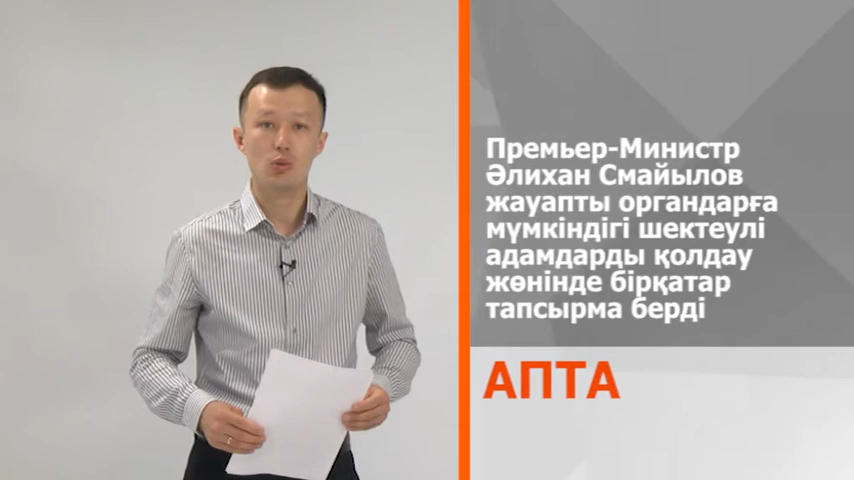 Премьер-Министр
Әлихан Смайылов
жауапты органдарға
мүмкіндігі шектеулі
адамдарды қолдау
жөнінде бірқатар
тапсырма берді
АПТА